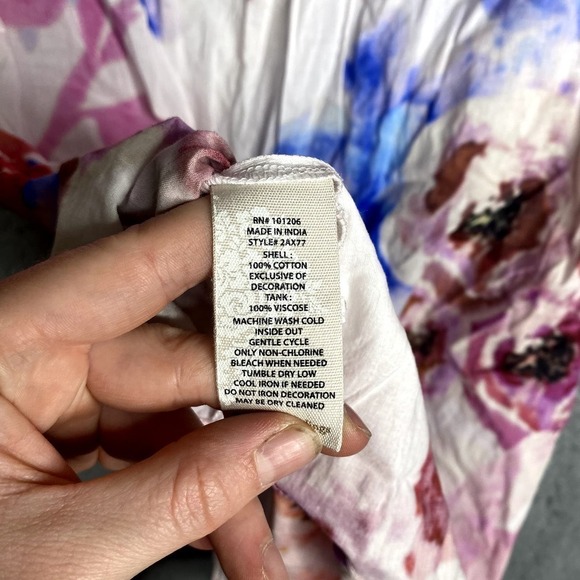 RN# 101206
MADE IN INDIA
STYLE# 2AX77
SHELL :
100% COTTON
EXCLUSIVE OF
DECORATION
TANK :
100% VISCOSE
MACHINE WASH COLD
INSIDE OUT
GENTLE CYCLE
ONLY NON-CHLORINE
BLEACH WHEN NEEDED
TUMBLE DRY LOW
COOL IRON IF NEEDED
DO NOT IRON DECORATION
MAY BE DRY CLEANED